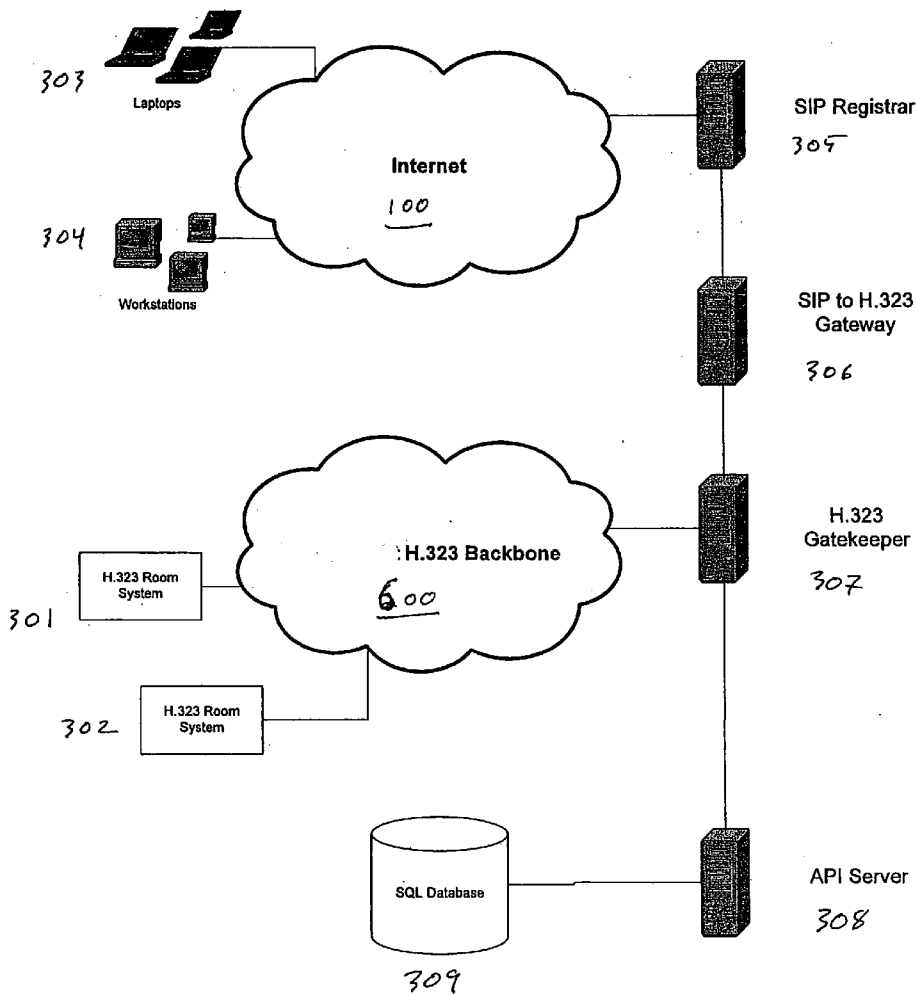 303
Laptops
SIP Registrar
305
Internet
100
304
Workstations
SIP to H.323
Gateway
306
H.323
Gatekeeper
307
H.323 Backbone
600
H.323 Room
System
301
H.323 Room
System
302
SQL Database
309
API Server
308